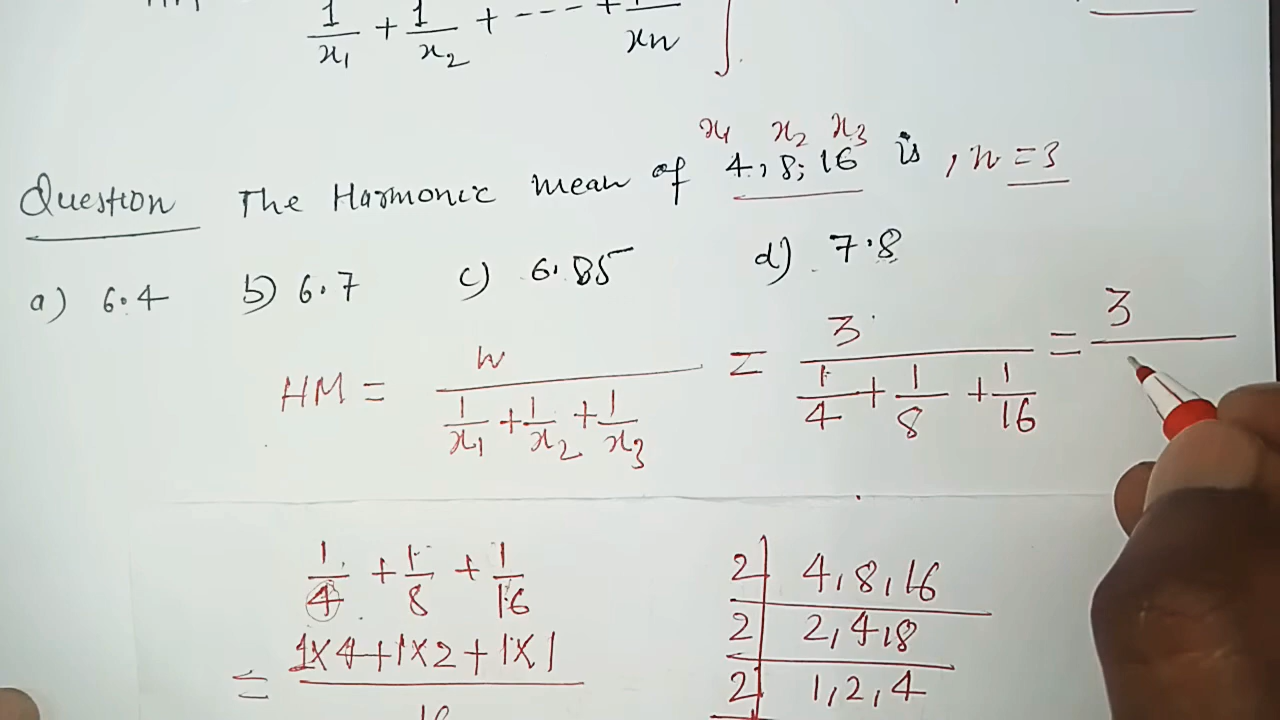 1/x1 + 1/x2 + ---- + /xn
x1 x2 x3
Question The Harmonic mean of 4, 8, 16 is , n = 3
a) 6.4 b) 6.7 c) 6.85 d) 7.8
HM = n/(1/x1 + 1/x2 + 1/x3) = 3/(1/4 + 1/8 + 1/16) = 3/
1/4 + 1/8 + 1/16
2 | 4, 8, 16
= 1×4+1×2+1×1
2 | 2, 4, 8
2 | 1, 2, 4